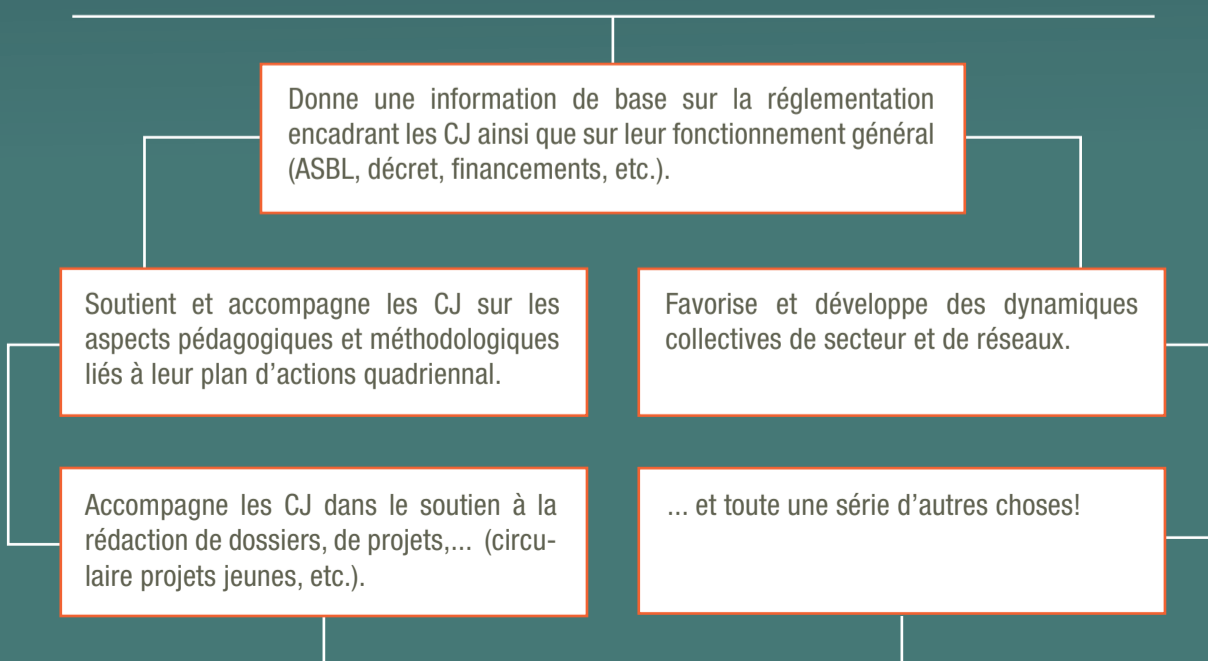 Donne une information de base sur la réglementation
encadrant les CJ ainsi que sur leur fonctionnement général
(ASBL, décret, financements, etc.).
Soutient et accompagne les CJ sur les
aspects pédagogiques et méthodologiques
liés à leur plan d'actions quadriennal.
Favorise et développe des dynamiques
collectives de secteur et de réseaux.
Accompagne les CJ dans le soutien à la
rédaction de dossiers, de projets,... (circu-
laire projets jeunes, etc.).
... et toute une série d'autres choses!